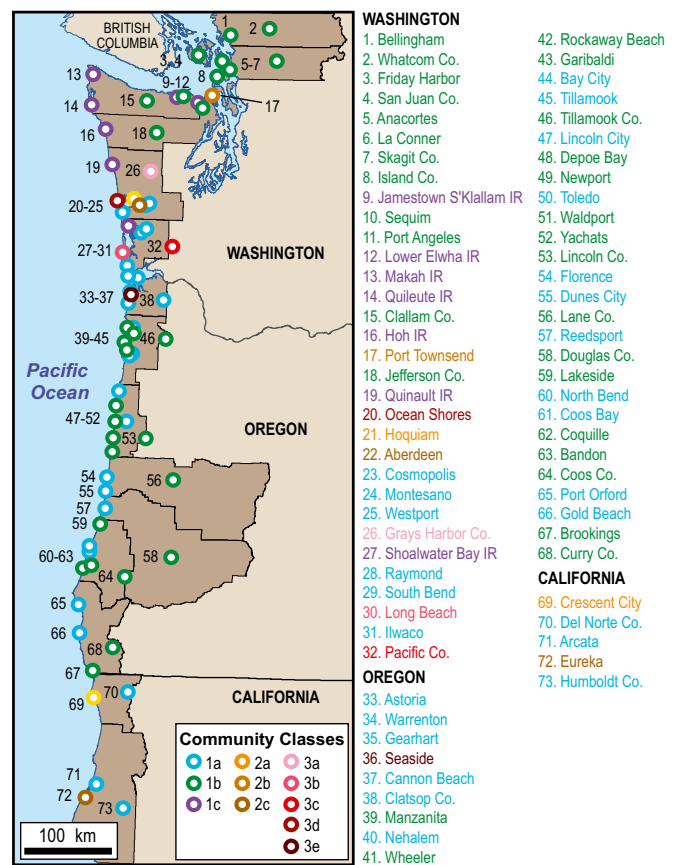 BRITISH
COLUMBIA
1
2
3, 4
5-7
8
9-12
13
14
15
16
17
18
19
26
20-25
27-31
32
33-37
38
39-45
46
47-52
53
54
55
56
57
58
59
60-63
64
65
66
67
68
69
70
71
72
73
WASHINGTON
OREGON
CALIFORNIA
Pacific
Ocean
Community Classes
1a 2a 3a
1b 2b 3b
1c 2c 3c
3d
3e
100 km
WASHINGTON
1. Bellingham
2. Whatcom Co.
3. Friday Harbor
4. San Juan Co.
5. Anacortes
6. La Conner
7. Skagit Co.
8. Island Co.
9. Jamestown S'Klallam IR
10. Sequim
11. Port Angeles
12. Lower Elwha IR
13. Makah IR
14. Quileute IR
15. Clallam Co.
16. Hoh IR
17. Port Townsend
18. Jefferson Co.
19. Quinault IR
20. Ocean Shores
21. Hoquiam
22. Aberdeen
23. Cosmopolis
24. Montesano
25. Westport
26. Grays Harbor Co.
27. Shoalwater Bay IR
28. Raymond
29. South Bend
30. Long Beach
31. Ilwaco
32. Pacific Co.
OREGON
33. Astoria
34. Warrenton
35. Gearhart
36. Seaside
37. Cannon Beach
38. Clatsop Co.
39. Manzanita
40. Nehalem
41. Wheeler
42. Rockaway Beach
43. Garibaldi
44. Bay City
45. Tillamook
46. Tillamook Co.
47. Lincoln City
48. Depoe Bay
49. Newport
50. Toledo
51. Waldport
52. Yachats
53. Lincoln Co.
54. Florence
55. Dunes City
56. Lane Co.
57. Reedsport
58. Douglas Co.
59. Lakeside
60. North Bend
61. Coos Bay
62. Coquille
63. Bandon
64. Coos Co.
65. Port Orford
66. Gold Beach
67. Brookings
68. Curry Co.
CALIFORNIA
69. Crescent City
70. Del Norte Co.
71. Arcata
72. Eureka
73. Humboldt Co.